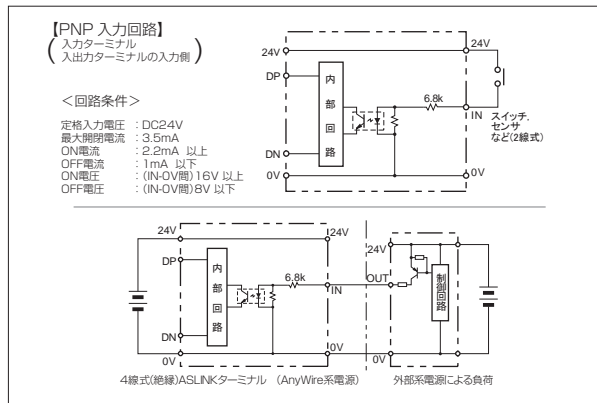 【PNP 入力回路】
(入力ターミナル
入出力ターミナルの入力側)
＜回路条件＞
定格入力電圧 : DC24V
最大開閉電流 : 3.5mA
ON電流 : 2.2mA 以上
OFF電流 : 1mA 以下
ON電圧 : (IN-0V間)16V 以上
OFF電圧 : (IN-0V間)8V 以下
24V
24V
DP
内部回路
6.8k
IN
スイッチ,
センサ
など(2線式)
DN
0V
0V
24V
24V
24V
DP
内部回路
6.8k
IN
OUT
制御回路
DN
0V
0V
0V
4線式(絶縁)ASLINKターミナル (AnyWire系電源)
外部系電源による負荷